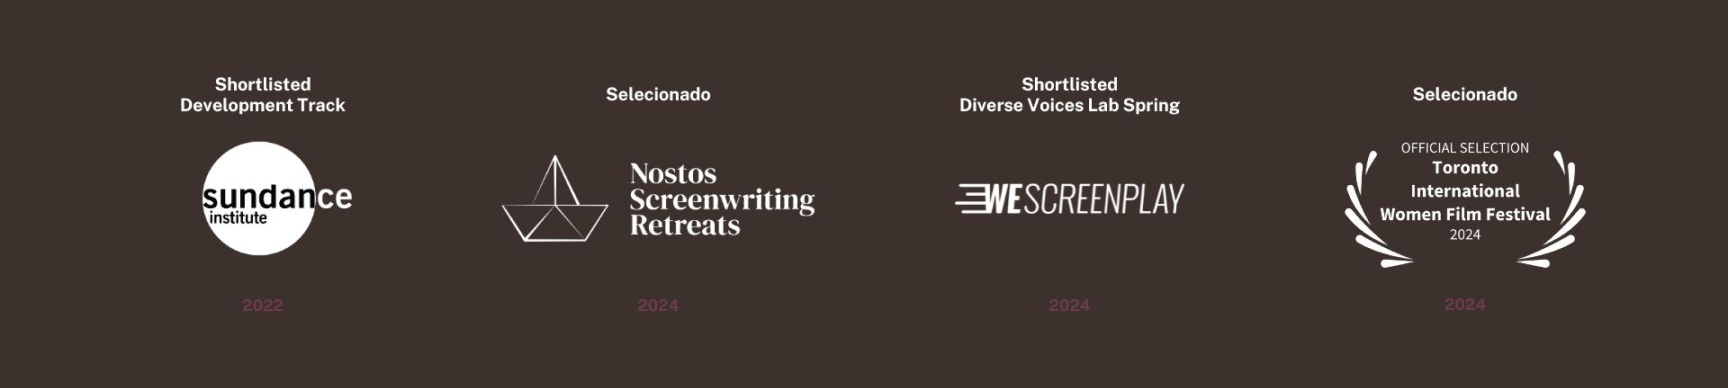 Shortlisted
Development Track
sundance
institute
2022
Selecionado
Nostos
Screenwriting
Retreats
2024
Shortlisted
Diverse Voices Lab Spring
WESCREENPLAY
2024
Selecionado
OFFICIAL SELECTION
Toronto
International
Women Film Festival
2024
2024